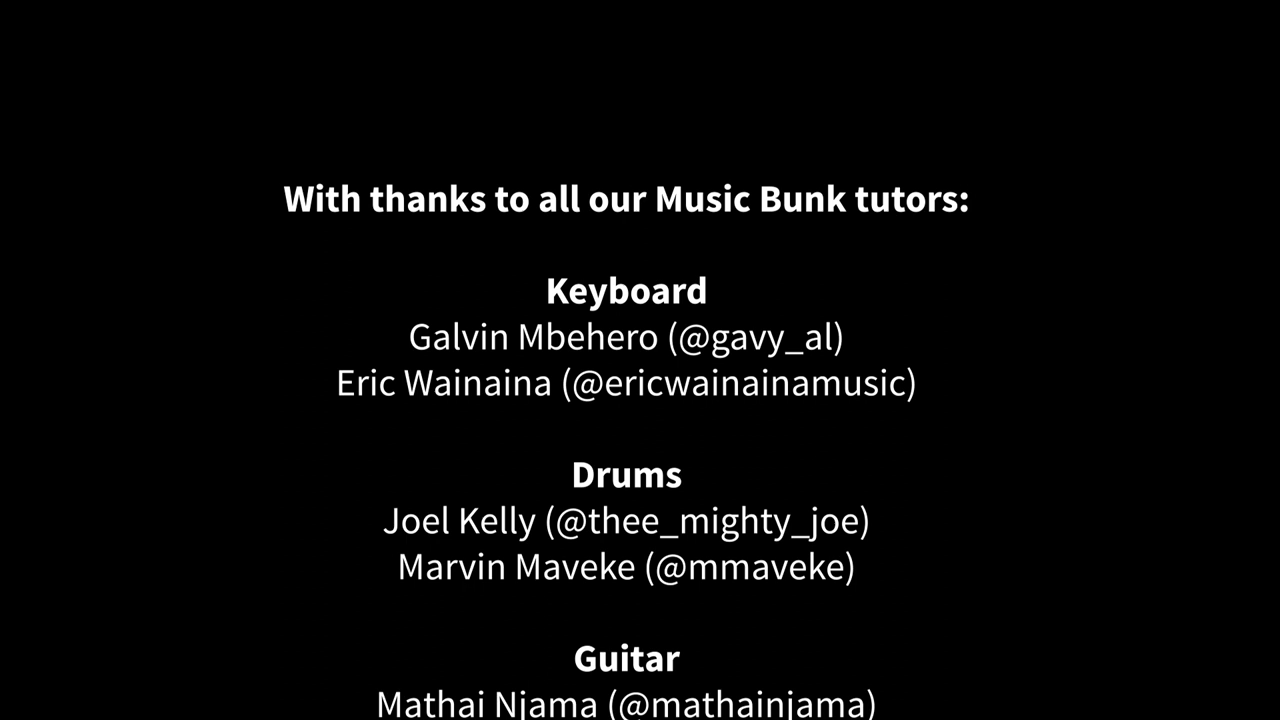 With thanks to all our Music Bunk tutors:
Keyboard
Galvin Mbehero (@gavy_al)
Eric Wainaina (@ericwainainamusic)
Drums
Joel Kelly (@thee_mighty_joe)
Marvin Maveke (@mmaveke)
Guitar
Mathai Njama (@mathainjama)